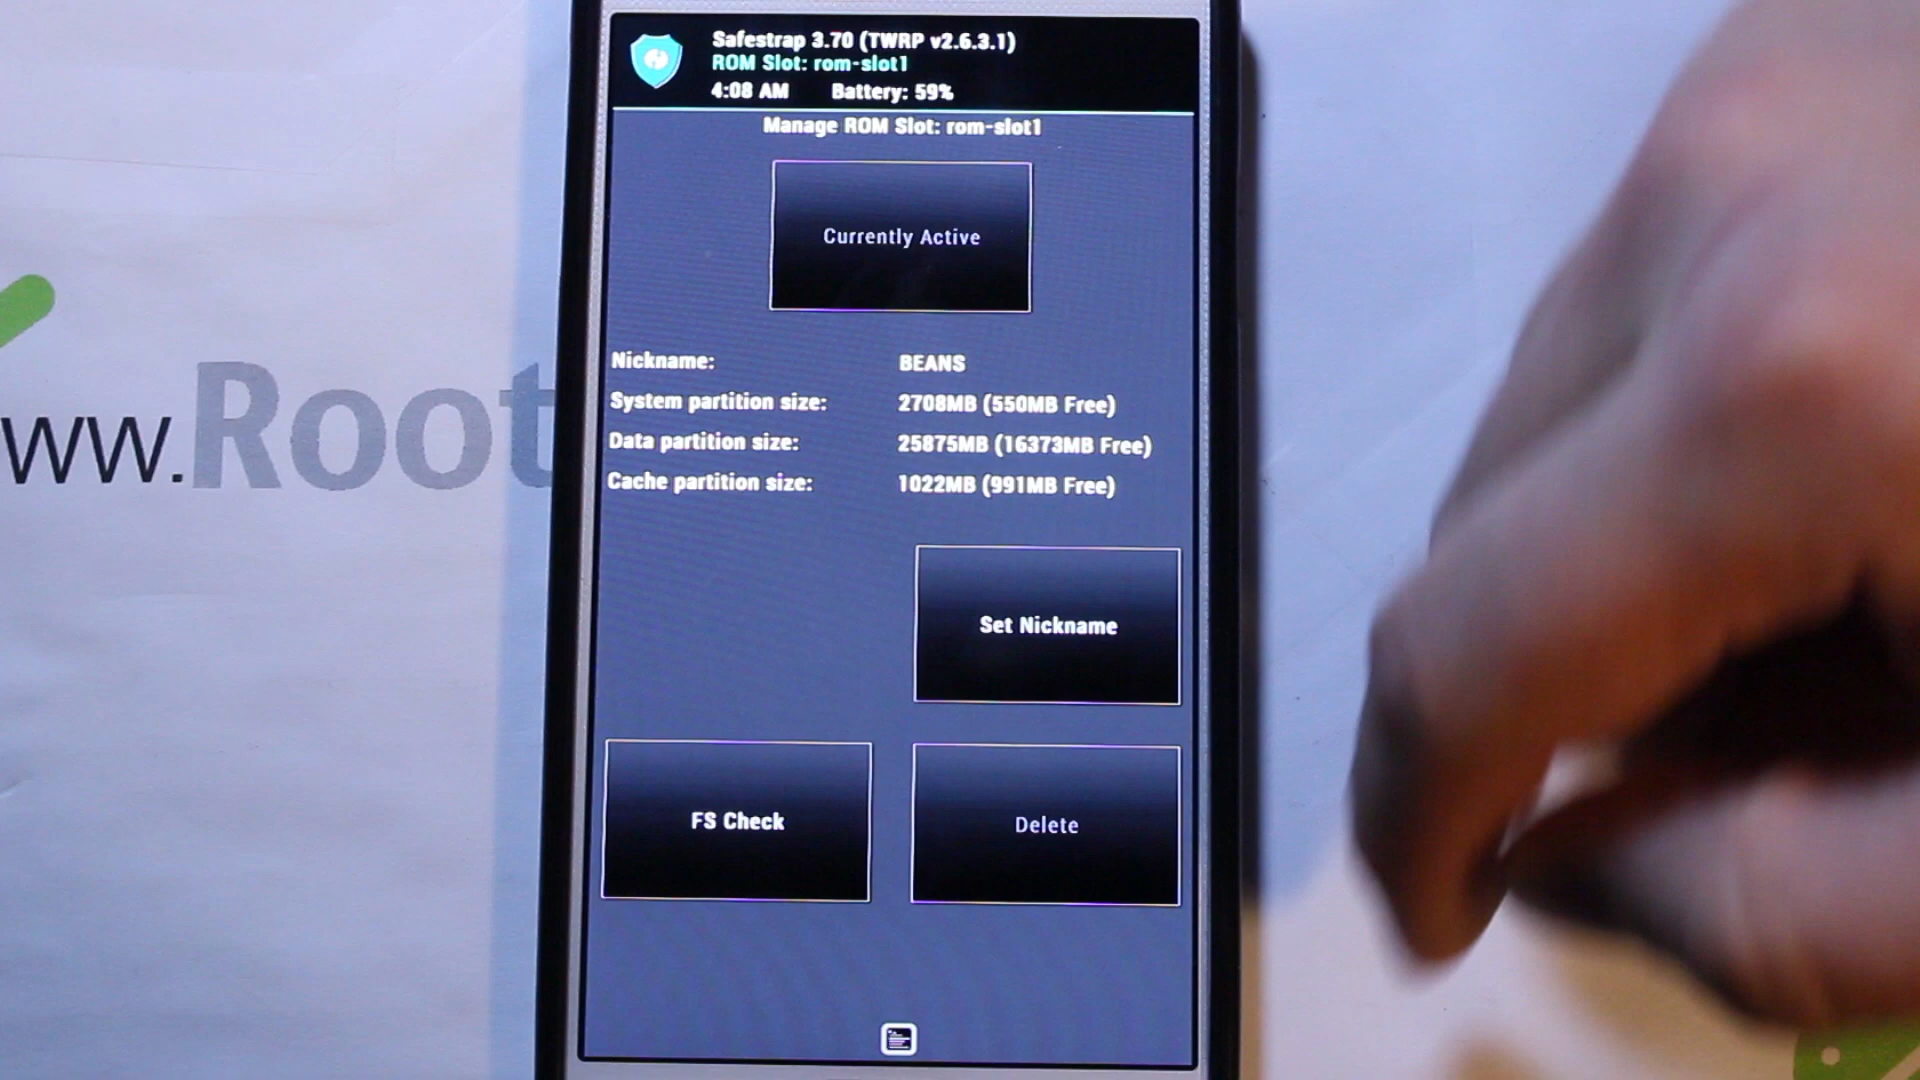 Safestrap 3.70 (TWRP v2.6.3.1)
ROM Slot: rom-slot1
4:08 AM Battery: 59%
Manage ROM Slot: rom-slot1
Currently Active
Nickname: BEANS
System partition size: 2708MB (550MB Free)
Data partition size: 25875MB (16373MB Free)
Cache partition size: 1022MB (991MB Free)
ww.Root
Set Nickname
FS Check Delete